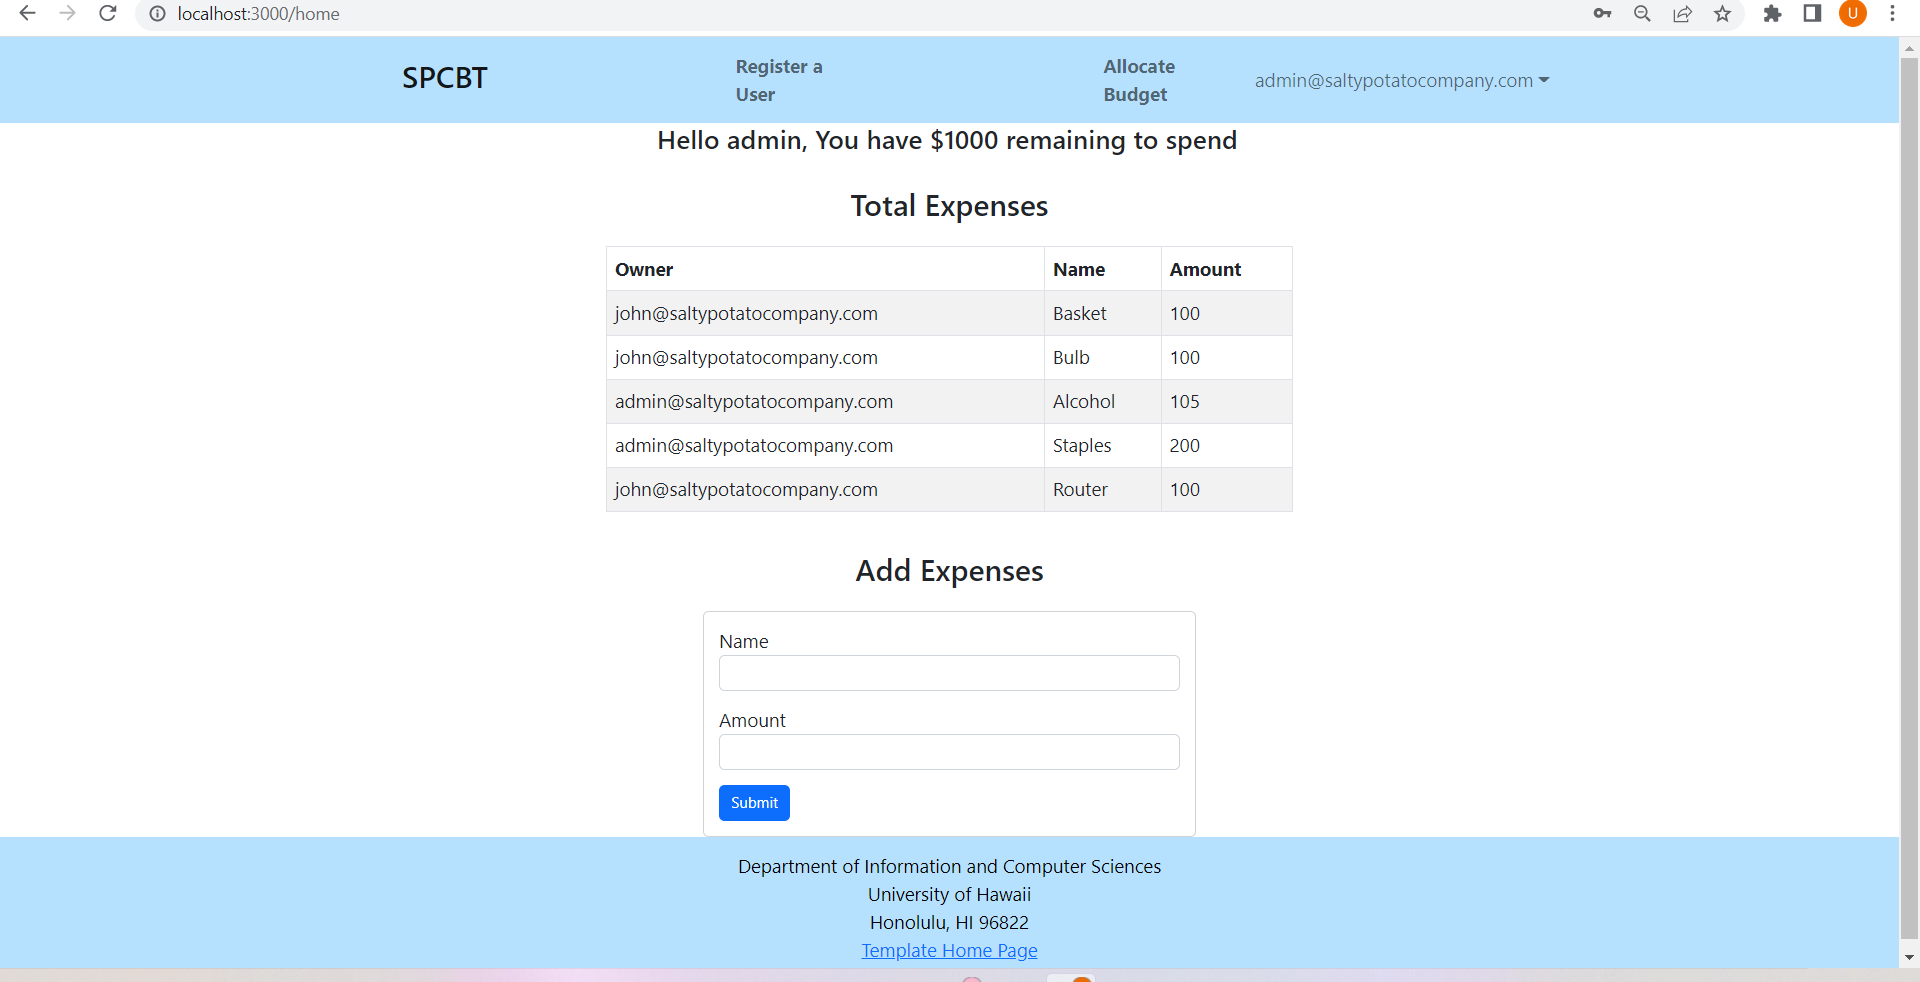 localhost:3000/home
U
SPCBT
Register a
User
Allocate
Budget
admin@saltypotatocompany.com
Hello admin, You have $1000 remaining to spend
Total Expenses
Owner Name Amount
john@saltypotatocompany.com Basket 100
john@saltypotatocompany.com Bulb 100
admin@saltypotatocompany.com Alcohol 105
admin@saltypotatocompany.com Staples 200
john@saltypotatocompany.com Router 100
Add Expenses
Name
Amount
Submit
Department of Information and Computer Sciences
University of Hawaii
Honolulu, HI 96822
Template Home Page